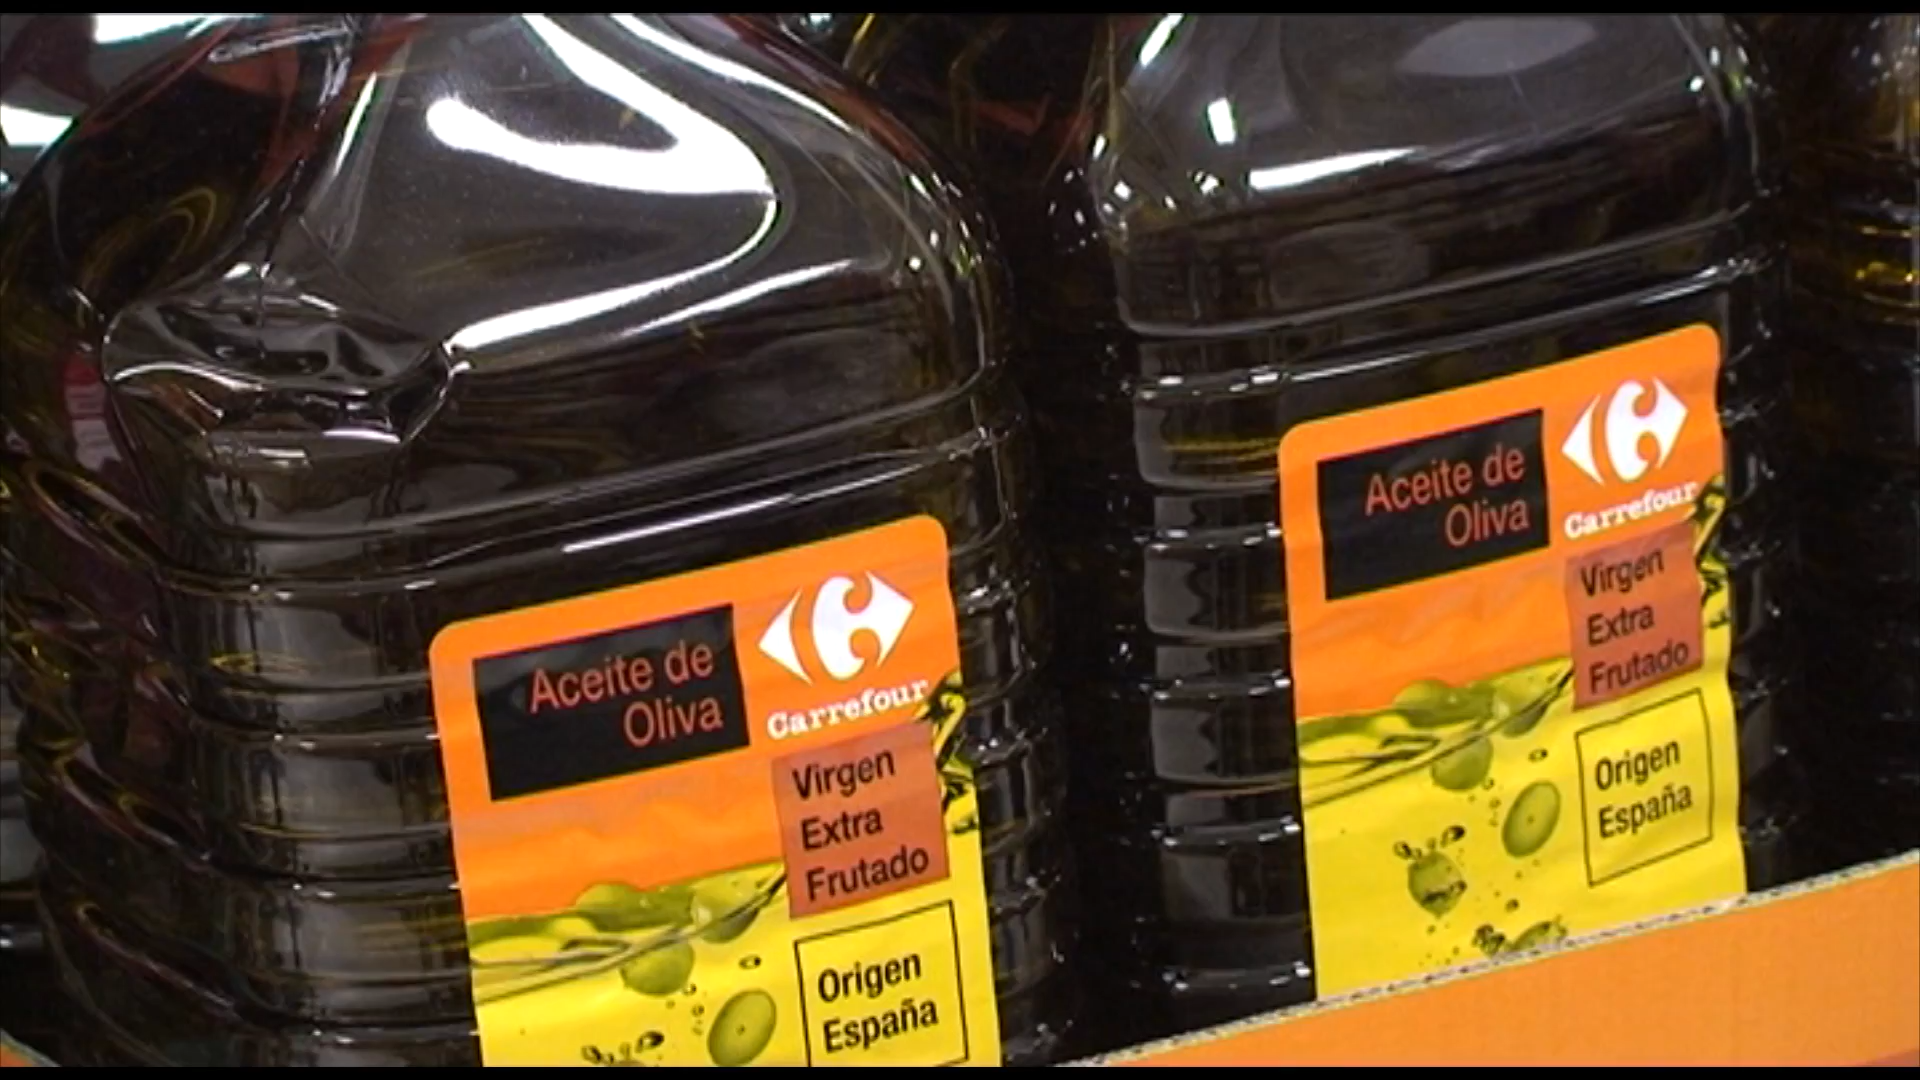 Aceite de
Oliva
Carrefour
Virgen
Extra
Frutado
Origen
España
Aceite de
Oliva
Carrefour
Virgen
Extra
Frutado
Origen
España